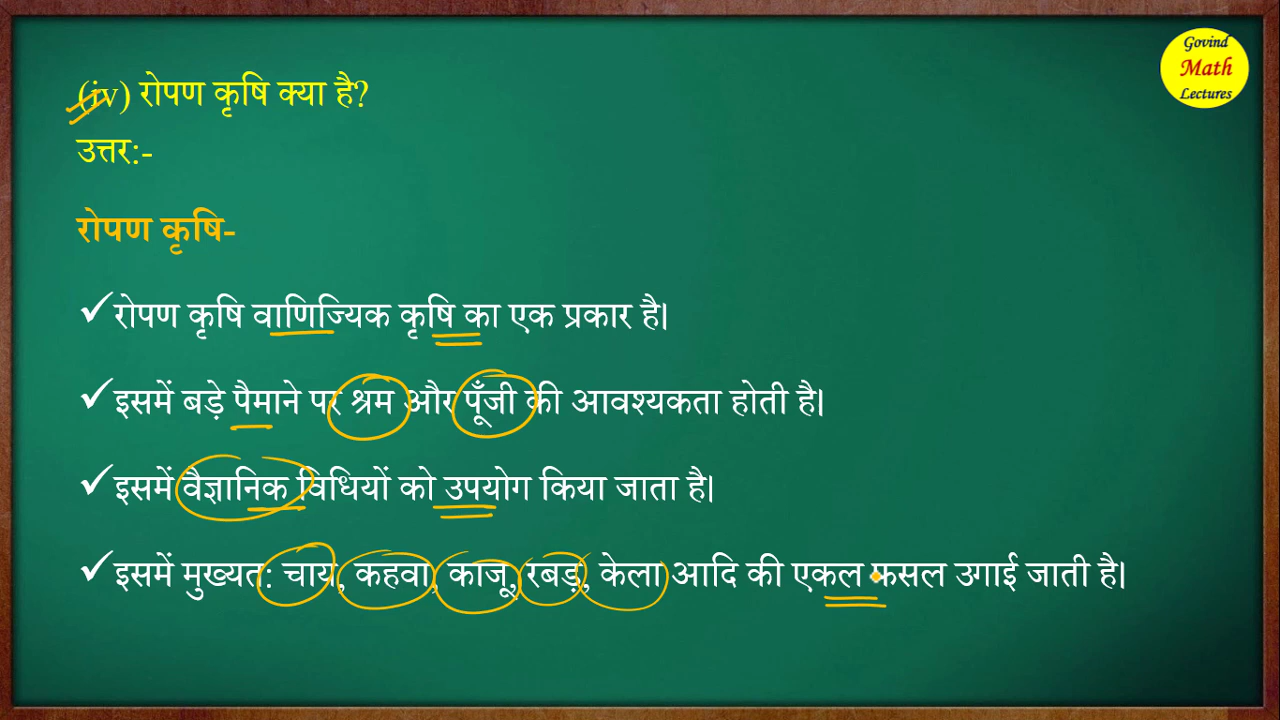 Govind
Math
Lectures
(iv) रोपण कृषि क्या है?
उत्तर:-
रोपण कृषि-
✓रोपण कृषि वाणिज्यिक कृषि का एक प्रकार है।
✓इसमें बड़े पैमाने पर श्रम और पूँजी की आवश्यकता होती है।
✓इसमें वैज्ञानिक विधियों को उपयोग किया जाता है।
✓इसमें मुख्यत: चाय, कहवा, काजू, रबड़, केला आदि की एकल फसल उगाई जाती है।